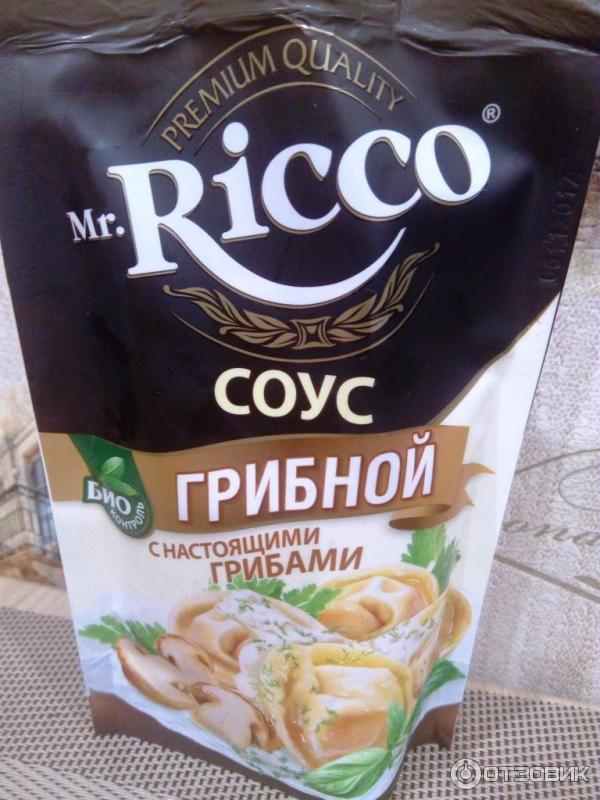 PREMIUM QUALITY
Mr. Ricco ®
СОУС
ГРИБНОЙ
БИО
КОНТРОЛЬ
С НАСТОЯЩИМИ
ГРИБАМИ
ОТЗОВИК